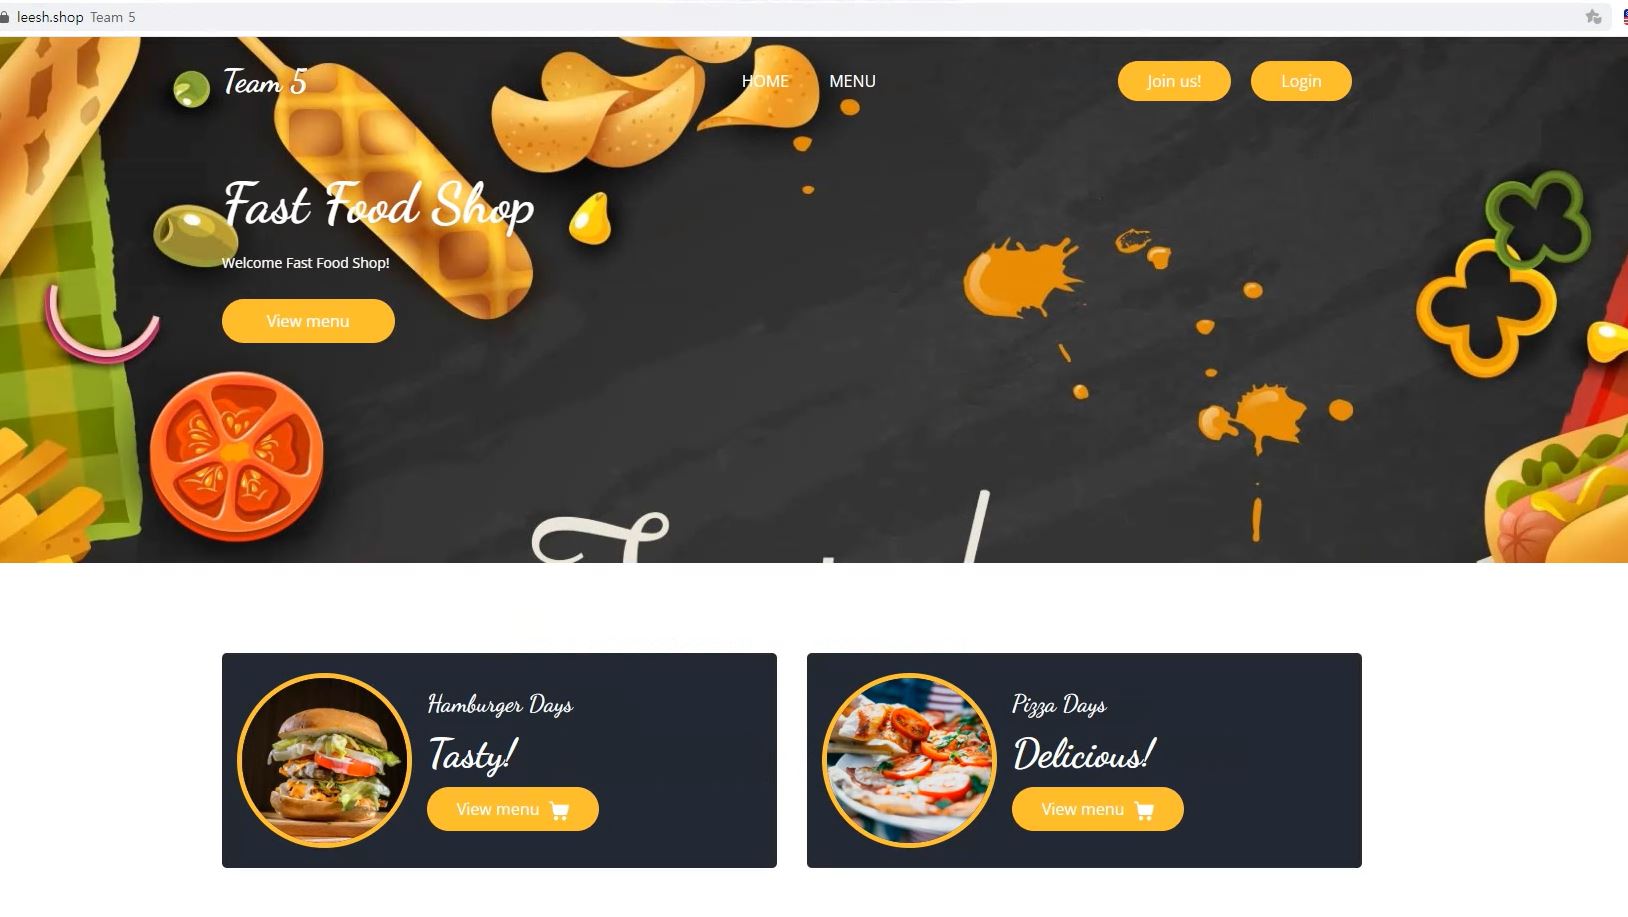 leesh.shop Team 5
Team 5
HOME MENU
Join us! Login
Fast Food Shop
Welcome Fast Food Shop!
View menu
Hamburger Days
Tasty!
View menu
Pizza Days
Delicious!
View menu